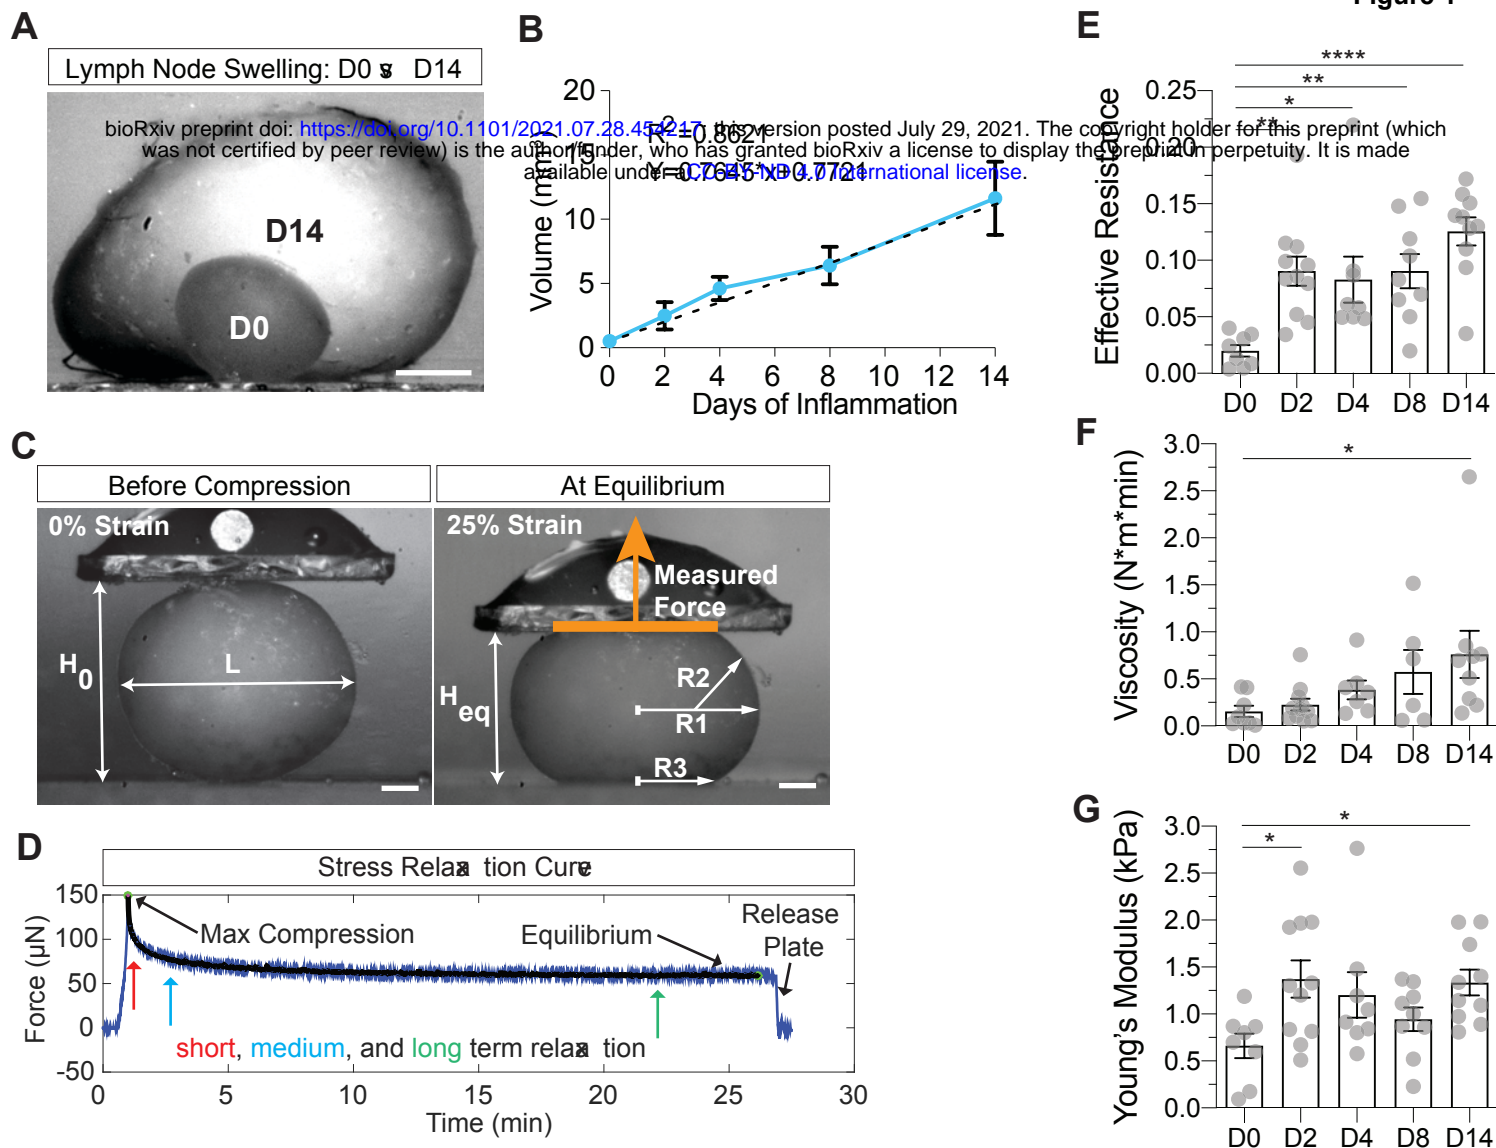 Figure 1
A
Lymph Node Swelling: D0 vs D14
D14
D0
B
20
15
10
5
0
Volume (mm³)
R²=0.8621
Y=0.7645*x+0.7721
0 2 4 6 8 10 12 14
Days of Inflammation
bioRxiv preprint doi: https://doi.org/10.1101/2021.07.28.454217; this version posted July 29, 2021. The copyright holder for this preprint (which
was not certified by peer review) is the author/funder, who has granted bioRxiv a license to display the preprint in perpetuity. It is made
available under aCC-BY-ND 4.0 International license.
C
Before Compression
At Equilibrium
0% Strain
H0
L
25% Strain
Measured
Force
Heq
R2
R1
R3
D
Stress Relaxation Curve
150
100
50
0
-50
Force (µN)
Max Compression
Equilibrium
Release
Plate
short, medium, and long term relaxation
0 5 10 15 20 25 30
Time (min)
E
****
**
*
**
0.25
0.20
0.15
0.10
0.05
0.00
Effective Resistance
D0 D2 D4 D8 D14
F
*
3.0
2.5
2.0
1.5
1.0
0.5
0.0
Viscosity (N*m*min)
D0 D2 D4 D8 D14
G
*
*
3.0
2.5
2.0
1.5
1.0
0.5
0.0
Young's Modulus (kPa)
D0 D2 D4 D8 D14